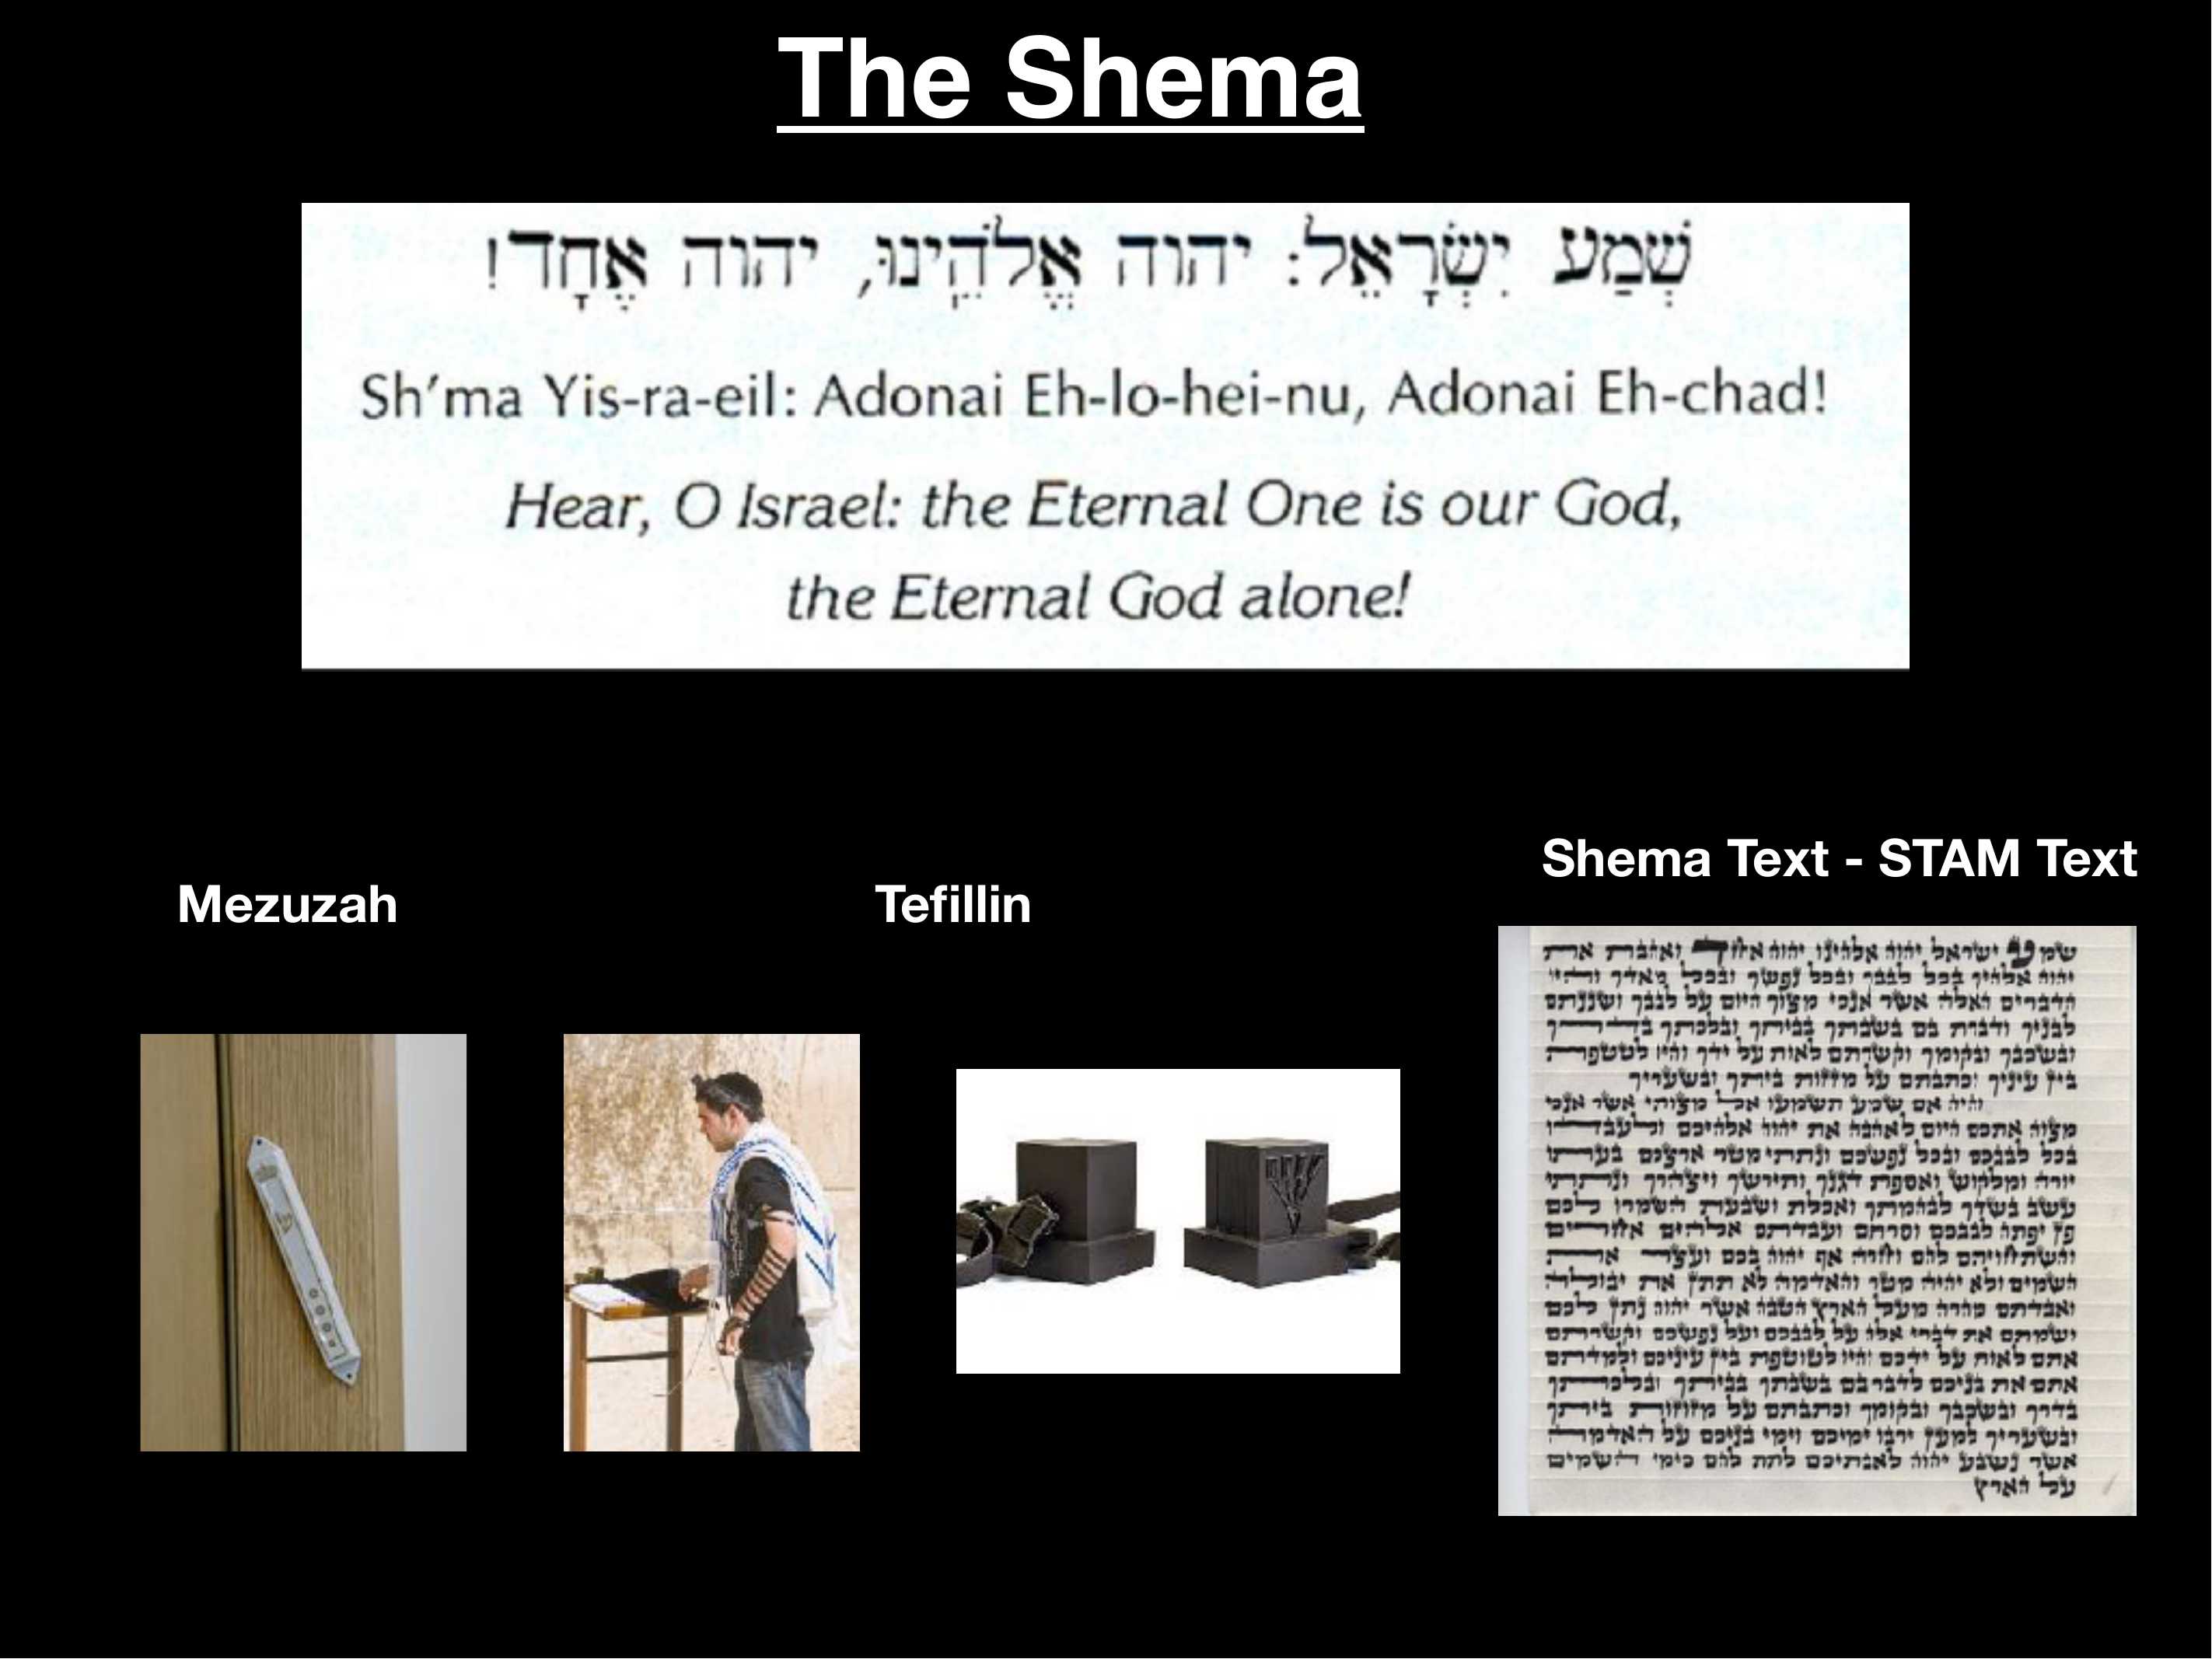 The Shema
שְׁמַע יִשְׂרָאֵל: יהוה אֱלֹהֵֽינוּ, יהוה אֶחָד!
Sh’ma Yis-ra-eil: Adonai Eh-lo-hei-nu, Adonai Eh-chad!
Hear, O Israel: the Eternal One is our God,
the Eternal God alone!
Mezuzah
Tefillin
Shema Text - STAM Text
שמע ישראל יהוה אלהינו יהוה אחד ואהבת את
יהוה אלהיך בכל לבבך ובכל נפשך ובכל מאדך והיו
הדברים האלה אשר אנכי מצוך היום על לבבך ושננתם
לבניך ודברת בם בשבתך בביתך ובלכתך בדרך
ובשכבך ובקומך וקשרתם לאות על ידך והיו לטטפת
בין עיניך וכתבתם על מזזות ביתך ובשעריך
והיה אם שמע תשמעו אל מצותי אשר אנכי
מצוה אתכם היום לאהבה את יהוה אלהיכם ולעבדו
בכל לבבכם ובכל נפשכם ונתתי מטר ארצכם בעתו
יורה ומלקוש ואספת דגנך ותירשך ויצהרך ונתתי
עשב בשדך לבהמתך ואכלת ושבעת השמרו לכם
פן יפתה לבבכם וסרתם ועבדתם אלהים אחרים
והשתחויתם להם וחרה אף יהוה בכם ועצר את
השמים ולא יהיה מטר והאדמה לא תתן את יבולה
ואבדתם מהרה מעל הארץ הטבה אשר יהוה נתן לכם
ושמתם את דברי אלה על לבבכם ועל נפשכם וקשרתם
אתם לאות על ידכם והיו לטוטפת בין עיניכם ולמדתם
אתם את בניכם לדבר בם בשבתך בביתך ובלכתך
בדרך ובשכבך ובקומך וכתבתם על מזוזות ביתך
ובשעריך למען ירבו ימיכם וימי בניכם על האדמה
אשר נשבע יהוה לאבתיכם לתת להם כימי השמים
על הארץ